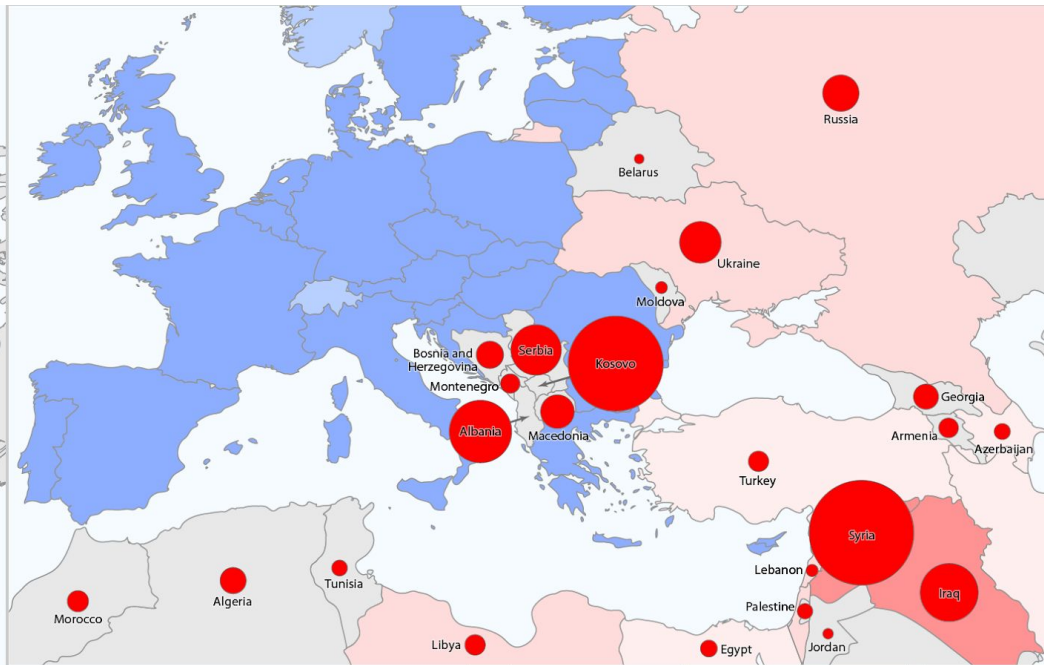 Russia
Belarus
Ukraine
Moldova
Bosnia and
Herzegovina
Serbia
Kosovo
Montenegro
Albania
Macedonia
Georgia
Armenia
Azerbaijan
Turkey
Syria
Lebanon
Iraq
Palestine
Jordan
Tunisia
Algeria
Morocco
Libya
Egypt